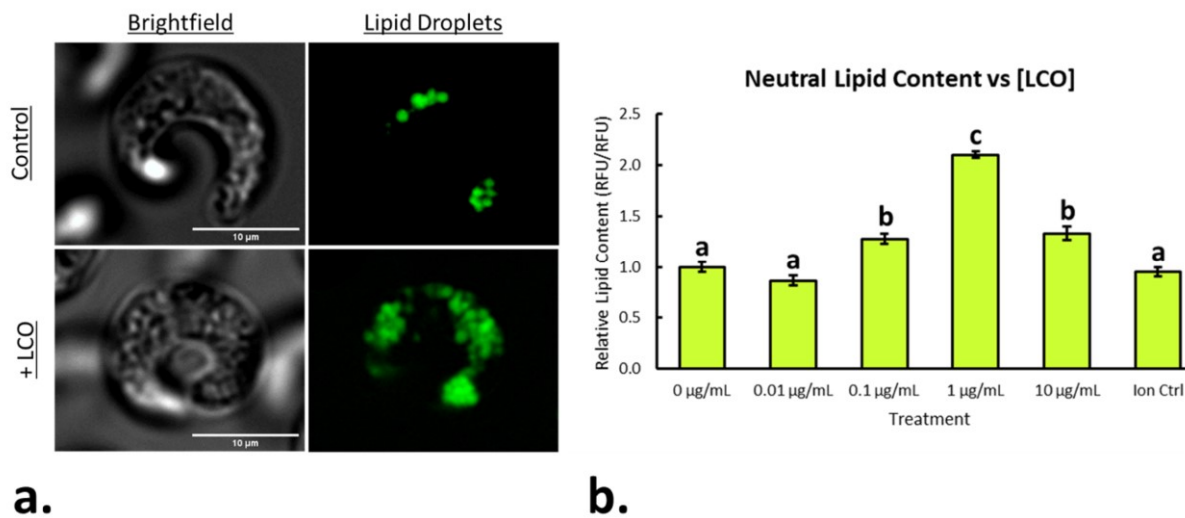 Brightfield
Lipid Droplets
Control
10 µm
+ LCO
10 µm
a.
Neutral Lipid Content vs [LCO]
Relative Lipid Content (RFU/RFU)
2.5
2.0
1.5
1.0
0.5
0.0
a
a
b
c
b
a
0 µg/mL
0.01 µg/mL
0.1 µg/mL
1 µg/mL
10 µg/mL
Ion Ctrl
Treatment
b.